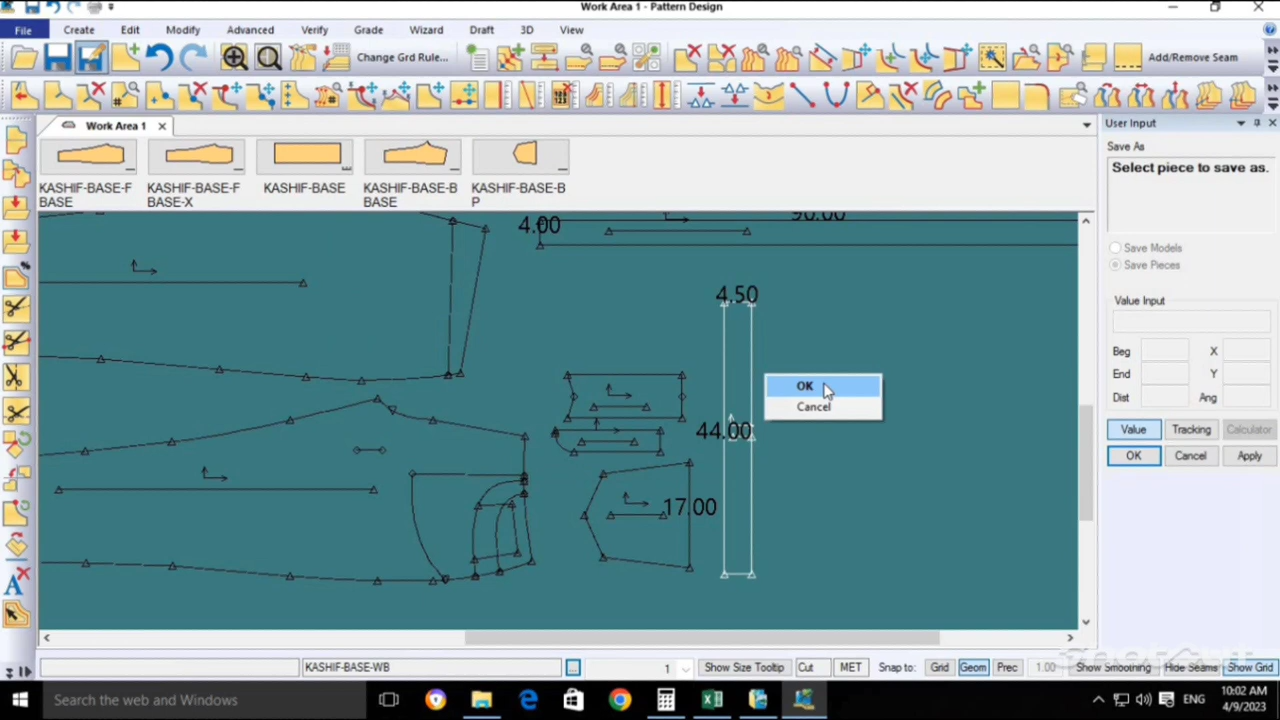 Work Area 1 - Pattern Design
File Create Edit Modify Advanced Verify Grade Wizard Draft 3D View
Change Grd Rule... Add/Remove Seam
Work Area 1
User Input
Save As
Select piece to save as.
KASHIF-BASE-F
BASE
KASHIF-BASE-F
BASE-X
KASHIF-BASE
KASHIF-BASE-B
BASE
KASHIF-BASE-B
P
4.00
90.00
Save Models
Save Pieces
4.50
Value Input
Beg X
End Y
Dist Ang
OK
Cancel
44.00
Value Tracking Calculator
OK Cancel Apply
17.00
KASHIF-BASE-WB
1
Show Size Tooltip
Cut
MET
Snap to:
Grid
Geom
Prec
1.00
Show Smoothing
Hide Seams
Show Grid
Search the web and Windows
ENG
10:02 AM
4/9/2023